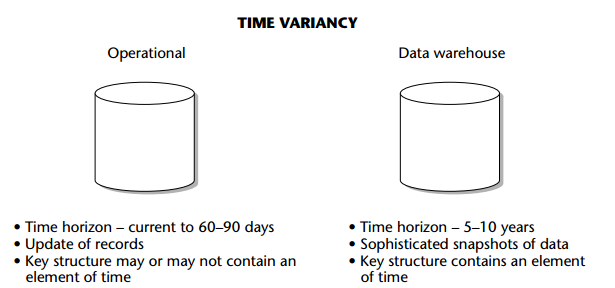 TIME VARIANCY
Operational
Data warehouse
• Time horizon – current to 60–90 days
• Update of records
• Key structure may or may not contain an
element of time
• Time horizon – 5–10 years
• Sophisticated snapshots of data
• Key structure contains an element
of time